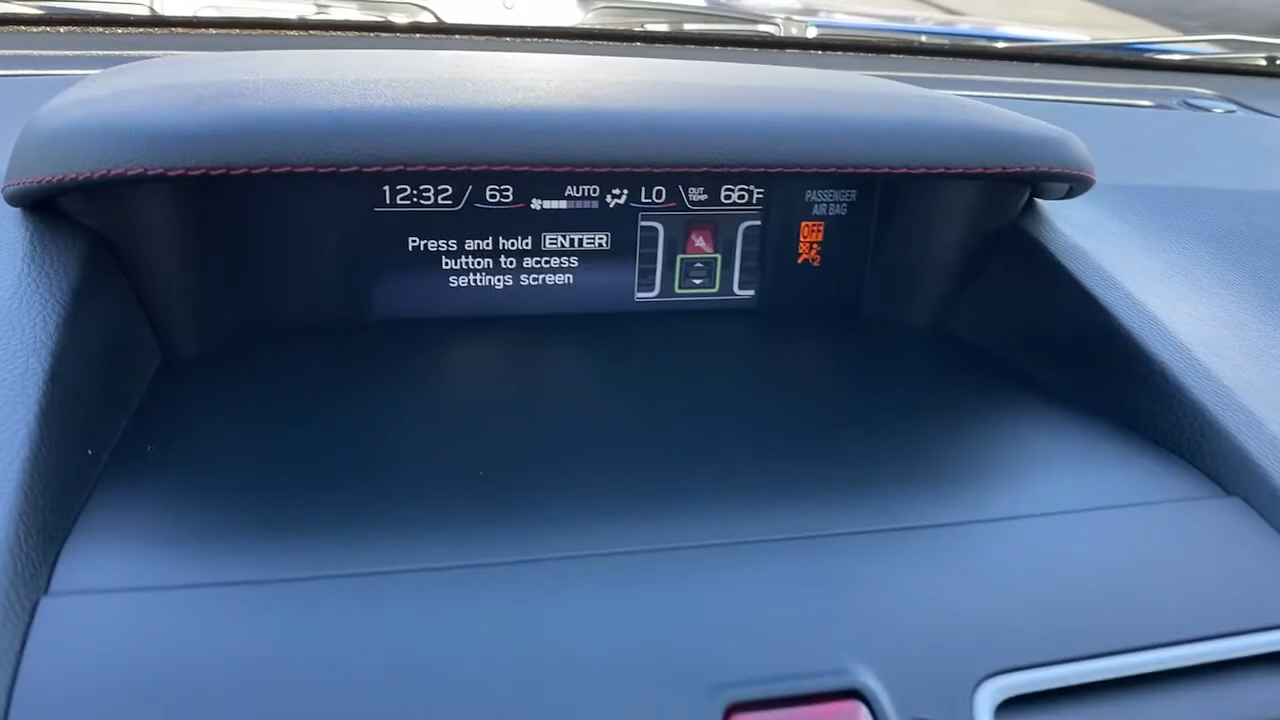 12:32 / 63 AUTO LO OUT TEMP 66°F
Press and hold ENTER
button to access
settings screen
PASSENGER
AIR BAG
OFF
2